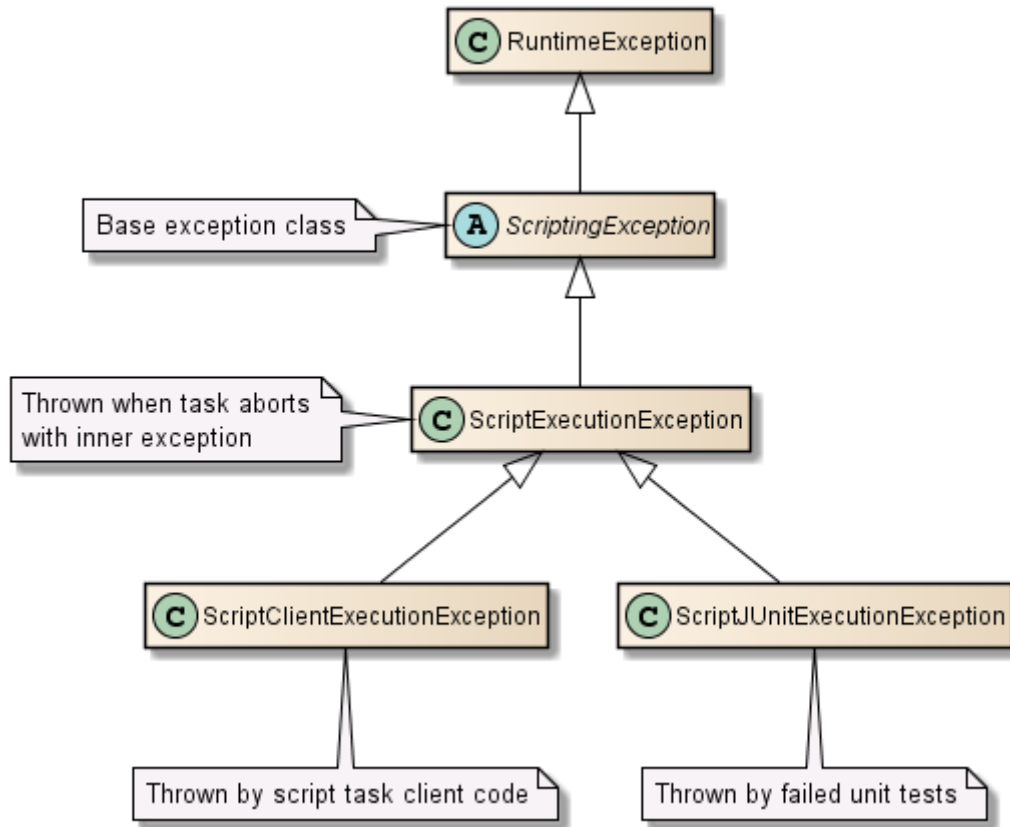 C RuntimeException
Base exception class
A ScriptingException
Thrown when task aborts
with inner exception
C ScriptExecutionException
C ScriptClientExecutionException
C ScriptJUnitExecutionException
Thrown by script task client code
Thrown by failed unit tests